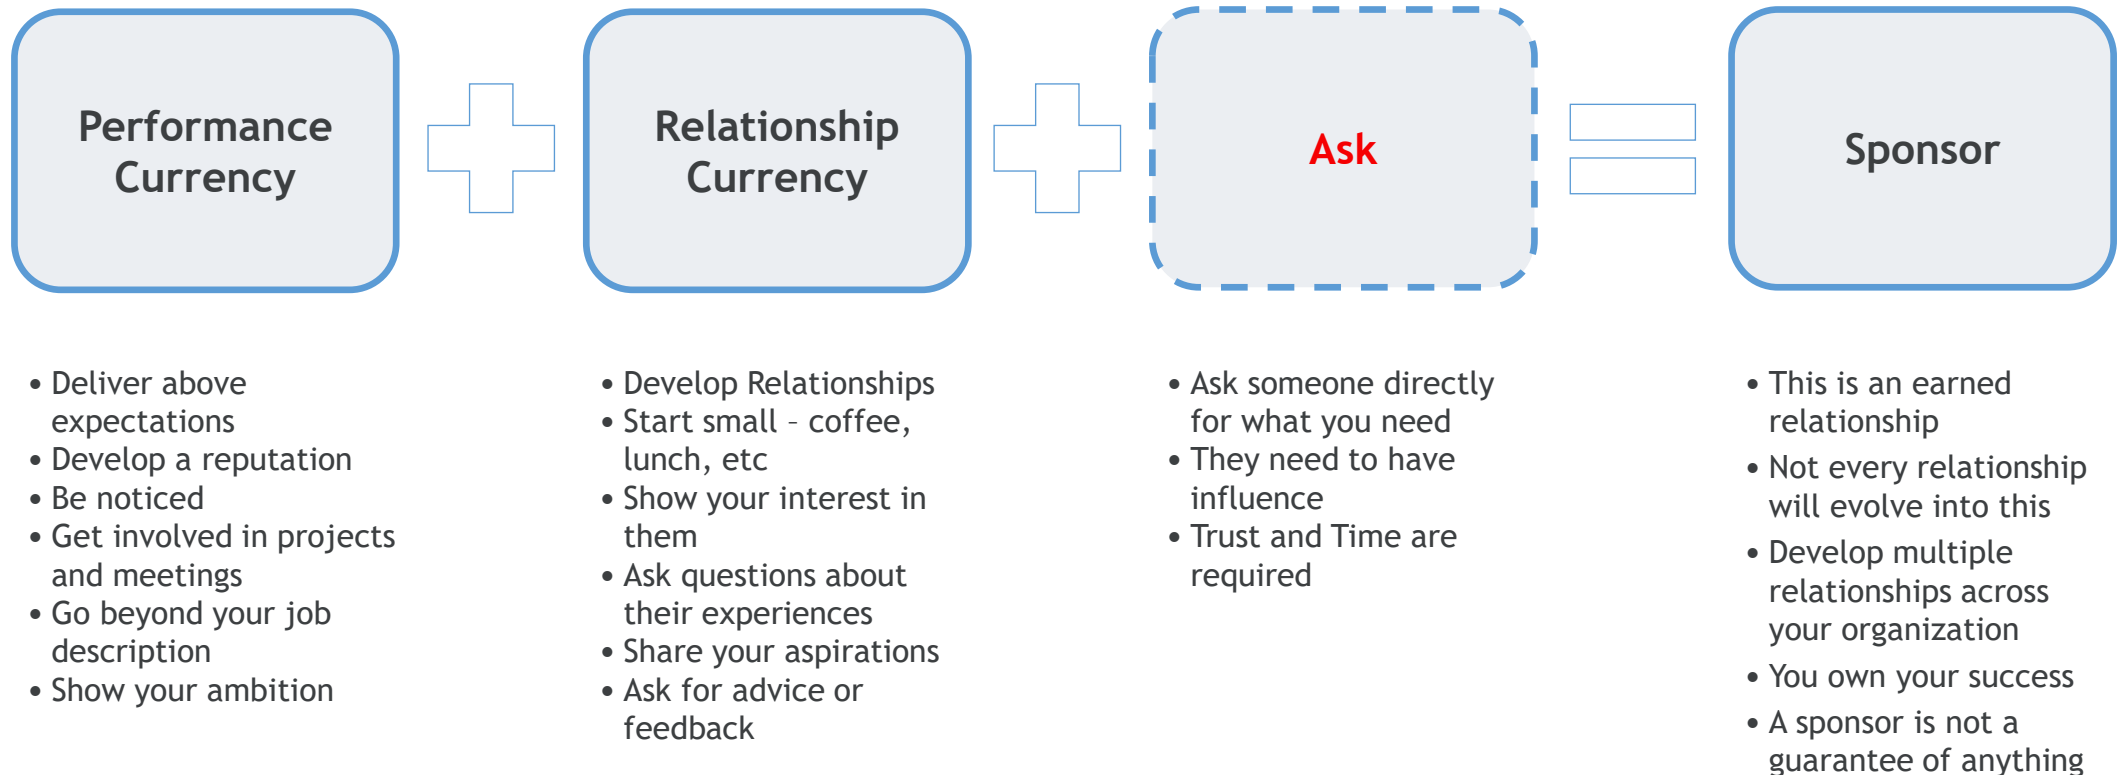 Performance
Currency
Relationship
Currency
Ask
Sponsor
• Deliver above
expectations
• Develop a reputation
• Be noticed
• Get involved in projects
and meetings
• Go beyond your job
description
• Show your ambition
• Develop Relationships
• Start small – coffee,
lunch, etc
• Show your interest in
them
• Ask questions about
their experiences
• Share your aspirations
• Ask for advice or
feedback
• Ask someone directly
for what you need
• They need to have
influence
• Trust and Time are
required
• This is an earned
relationship
• Not every relationship
will evolve into this
• Develop multiple
relationships across
your organization
• You own your success
• A sponsor is not a
guarantee of anything